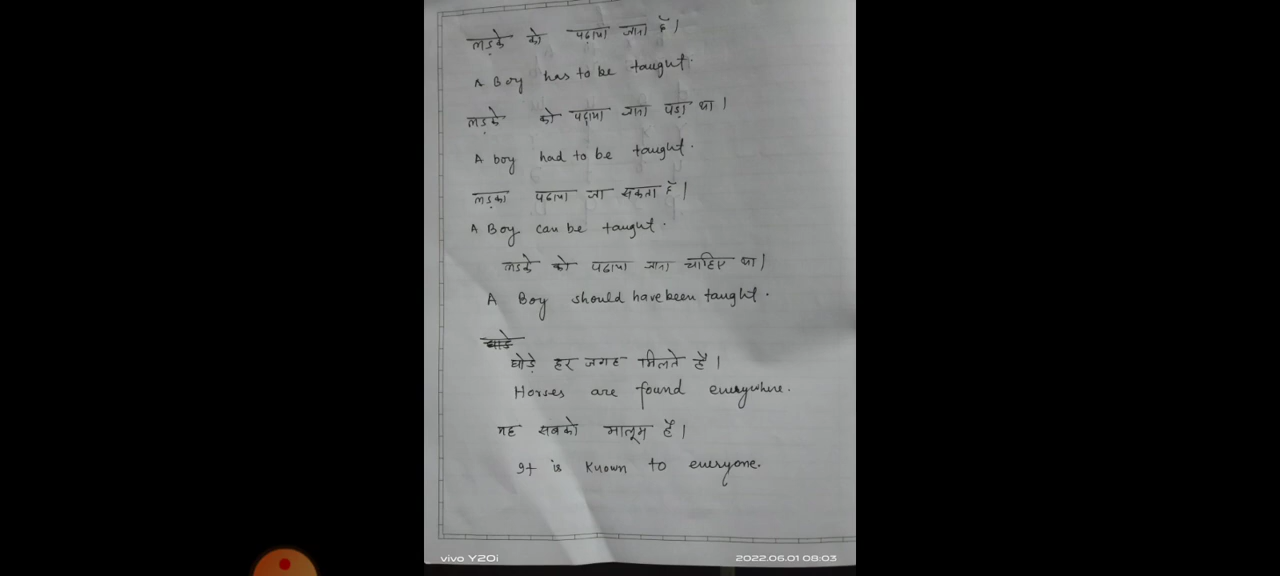 लड़के को पढाया जाना है।
A Boy has to be taught.
लड़के को पढ़ाया जाना पड़ा था।
A boy had to be taught.
लड़का पढाया जा सकता है।
A Boy can be taught.
लडके को पढाया जाना चाहिए था।
A Boy should have been taught.
घोड़े हर जगह मिलते हैं।
Horses are found everywhere.
यह सबको मालूम है।
It is known to everyone.
vivo Y20i
2022.06.01 08:03